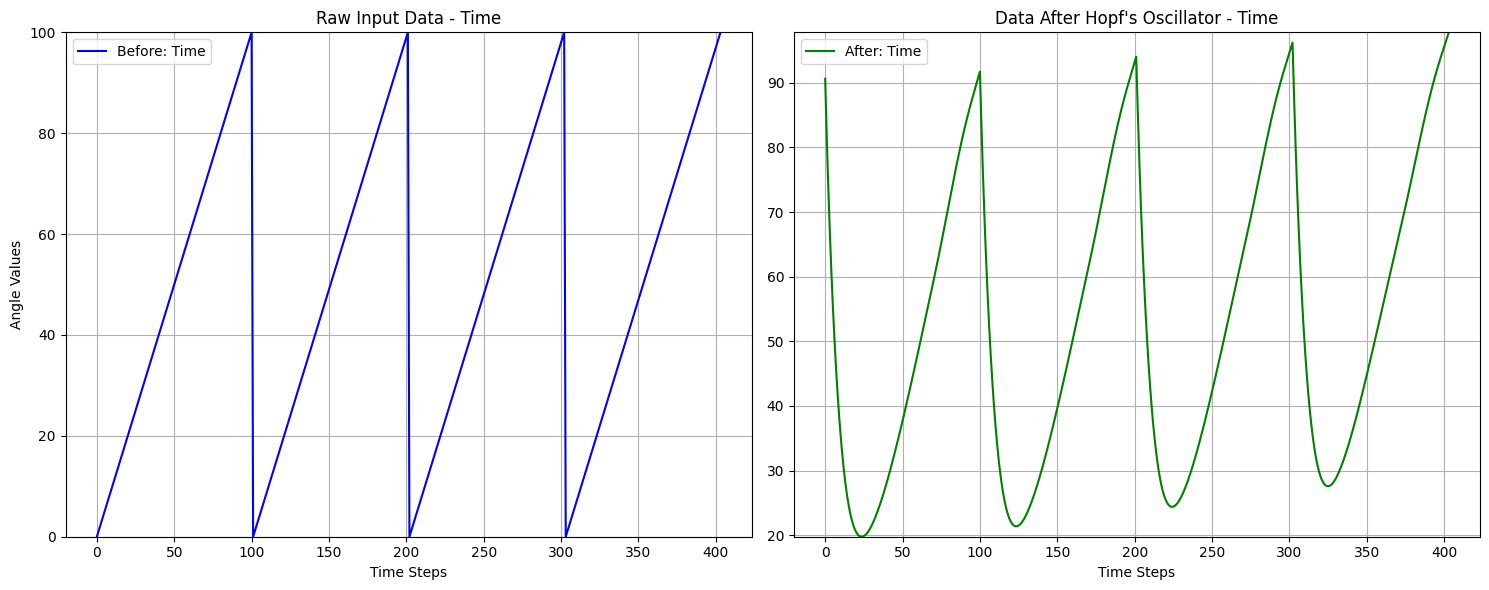 Raw Input Data - Time
Before: Time
Angle Values
100
80
60
40
20
0
0 50 100 150 200 250 300 350 400
Time Steps
Data After Hopf's Oscillator - Time
After: Time
90
80
70
60
50
40
30
20
0 50 100 150 200 250 300 350 400
Time Steps